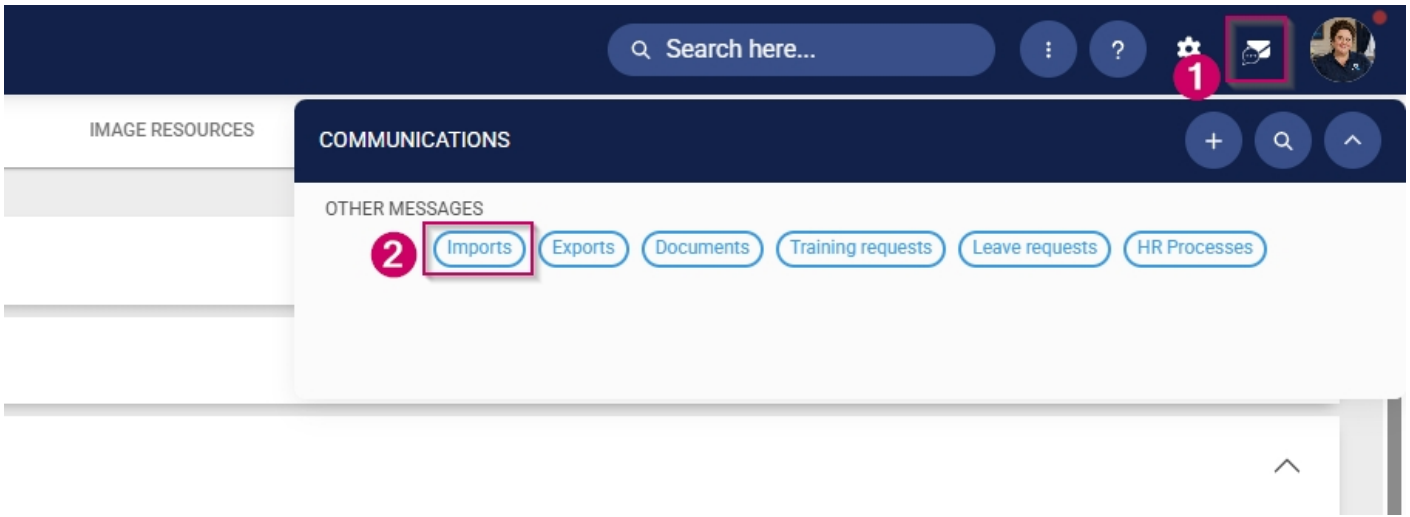 Search here...
?
1
IMAGE RESOURCES
COMMUNICATIONS
+
OTHER MESSAGES
2 Imports Exports Documents Training requests Leave requests HR Processes